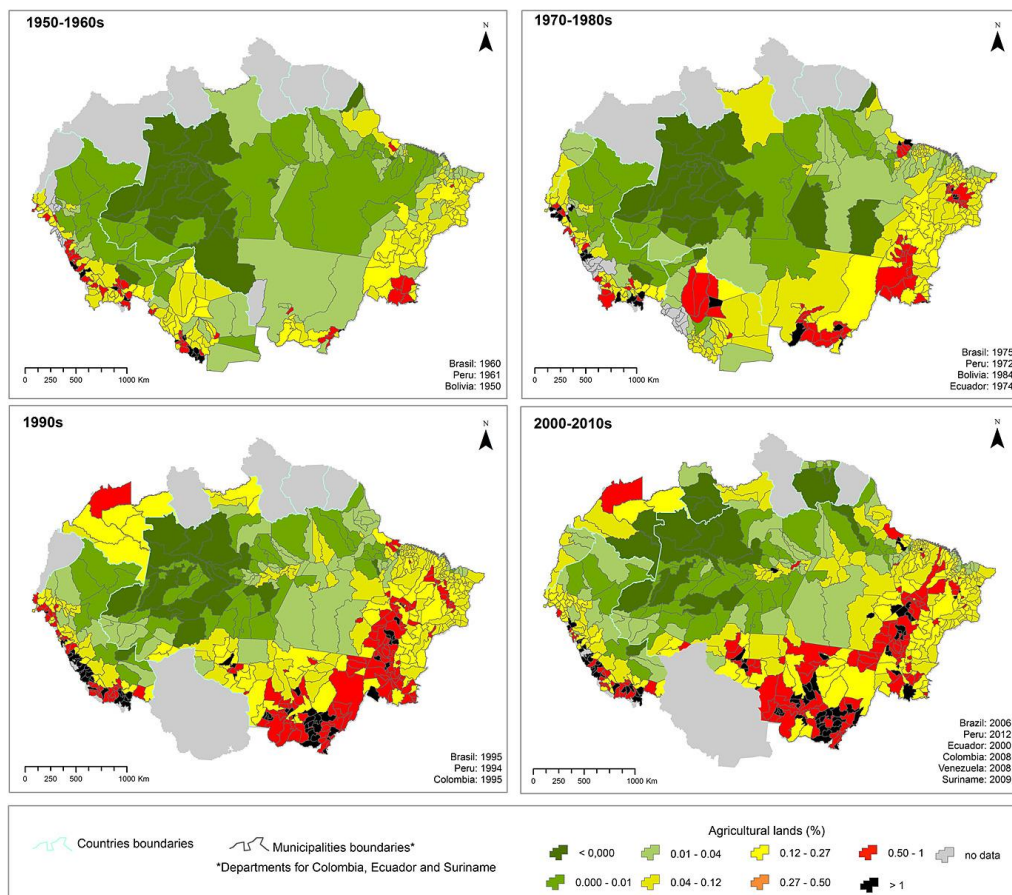 1950-1960s
N
Brasil: 1960
Peru: 1961
Bolivia: 1950
0 250 500 1000 Km
1970-1980s
N
Brasil: 1975
Peru: 1972
Bolivia: 1984
Ecuador: 1974
0 250 500 1000 Km
1990s
N
Brasil: 1995
Peru: 1994
Colombia: 1995
0 250 500 1000 Km
2000-2010s
N
Brazil: 2006
Peru: 2012
Ecuador: 2000
Colombia: 2008
Venezuela: 2008
Suriname: 2009
0 250 500 1000 Km
Countries boundaries
Municipalities boundaries*
*Departments for Colombia, Ecuador and Suriname
Agricultural lands (%)
< 0,000
0.01 - 0.04
0.12 - 0.27
0.50 - 1
no data
0.000 - 0.01
0.04 - 0.12
0.27 - 0.50
> 1